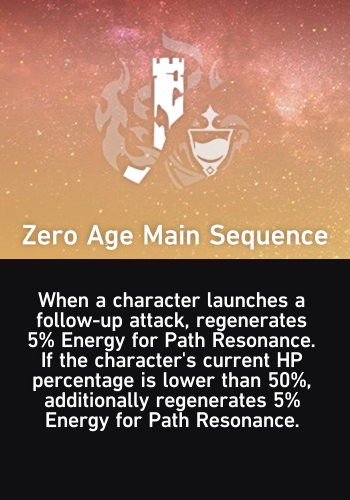 Zero Age Main Sequence
When a character launches a
follow-up attack, regenerates
5% Energy for Path Resonance.
If the character's current HP
percentage is lower than 50%,
additionally regenerates 5%
Energy for Path Resonance.